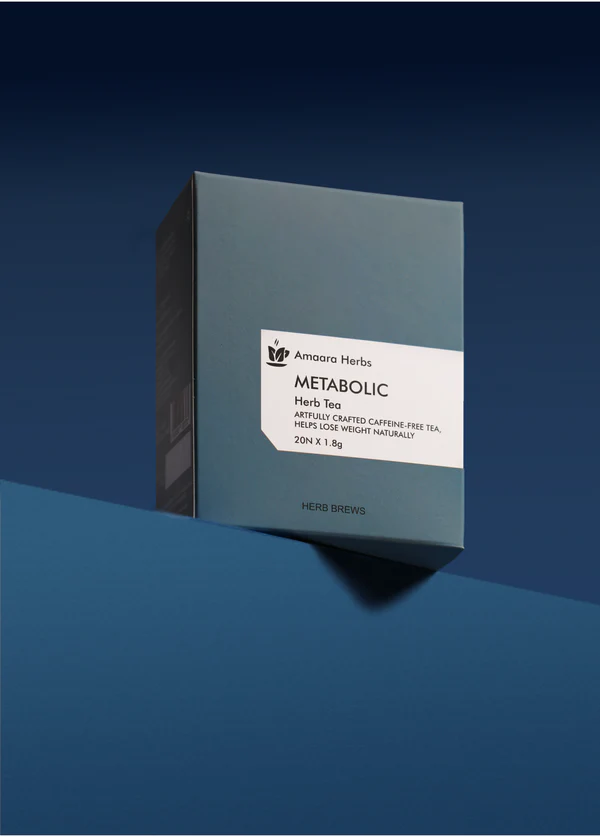 Amaara Herbs
METABOLIC
Herb Tea
ARTFULLY CRAFTED CAFFEINE-FREE TEA,
HELPS LOSE WEIGHT NATURALLY
20N X 1.8g
HERB BREWS